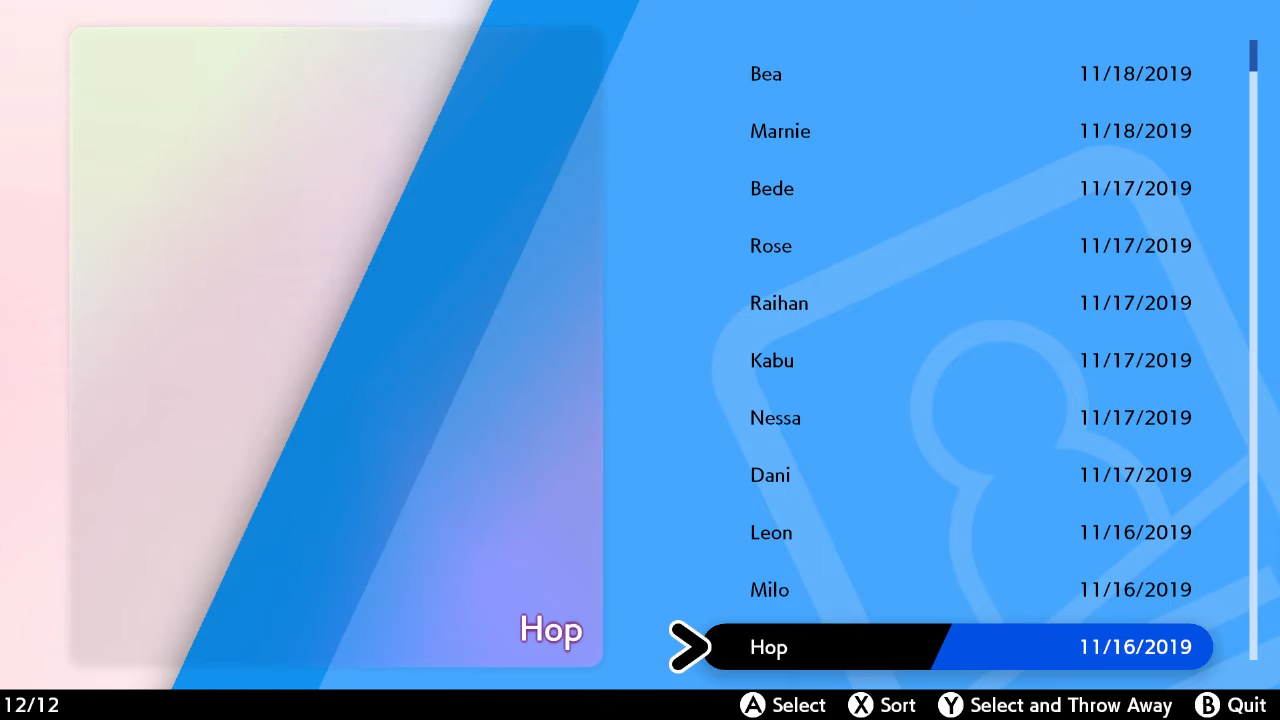 Bea 11/18/2019
Marnie 11/18/2019
Bede 11/17/2019
Rose 11/17/2019
Raihan 11/17/2019
Kabu 11/17/2019
Nessa 11/17/2019
Dani 11/17/2019
Leon 11/16/2019
Milo 11/16/2019
Hop
Hop 11/16/2019
12/12 A Select X Sort Y Select and Throw Away B Quit